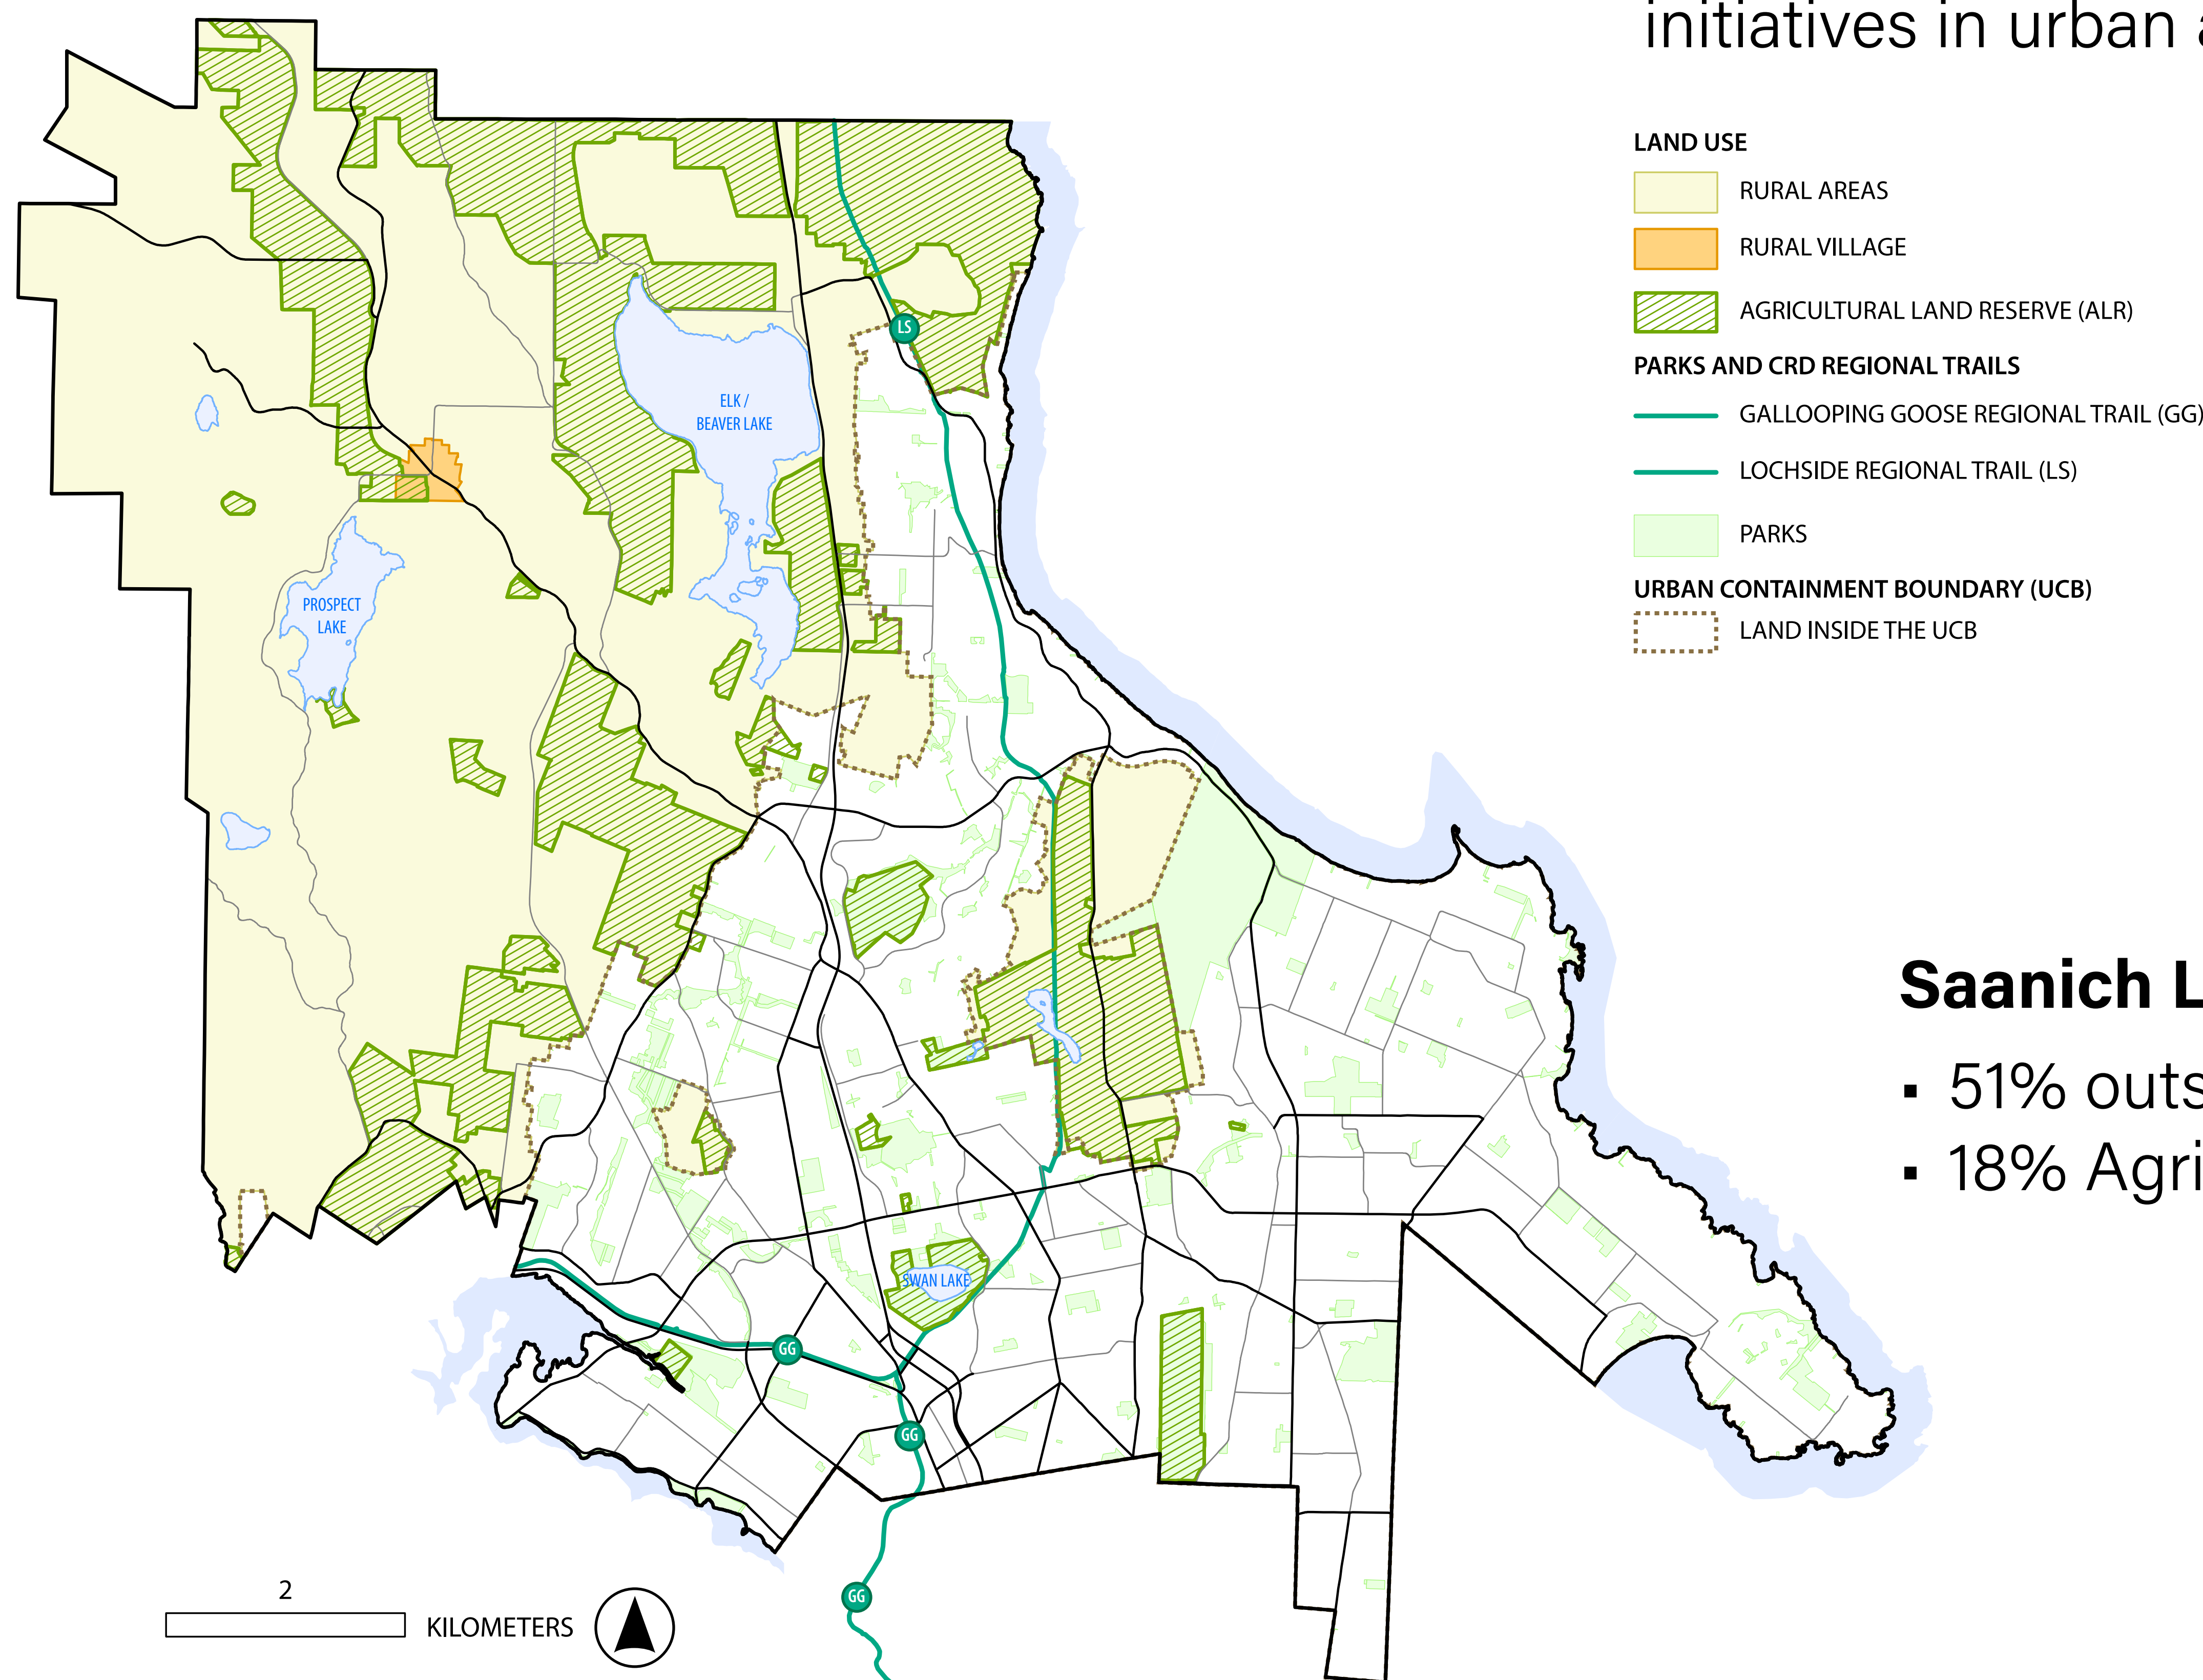 initiatives in urban a
LAND USE
RURAL AREAS
RURAL VILLAGE
AGRICULTURAL LAND RESERVE (ALR)
PARKS AND CRD REGIONAL TRAILS
GALLOOPING GOOSE REGIONAL TRAIL (GG)
LOCHSIDE REGIONAL TRAIL (LS)
PARKS
URBAN CONTAINMENT BOUNDARY (UCB)
LAND INSIDE THE UCB
LS
ELK /
BEAVER LAKE
PROSPECT
LAKE
Saanich L
▪ 51% outs
▪ 18% Agri
SWAN LAKE
GG
GG
GG
2
KILOMETERS